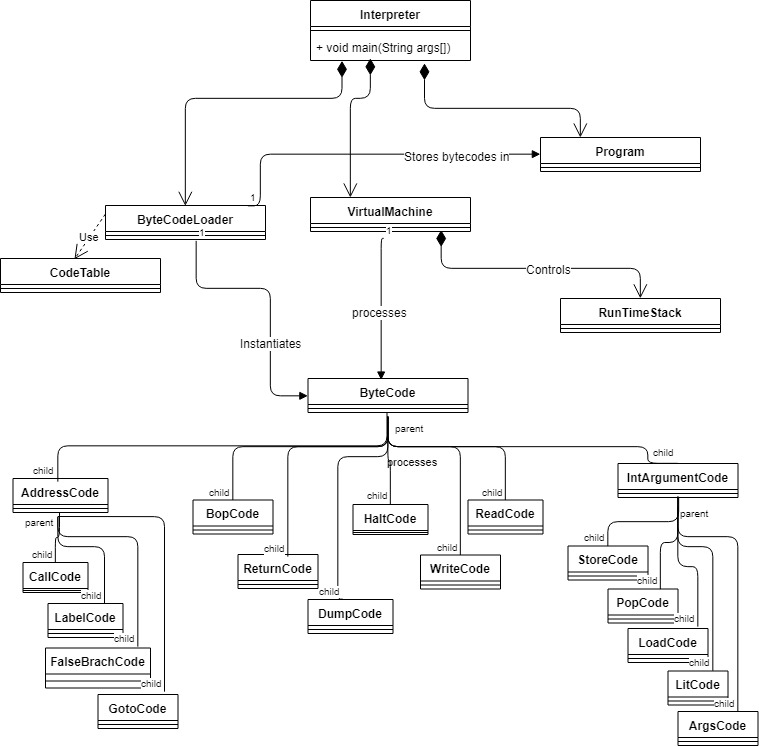 Interpreter
+ void main(String args[])
Stores bytecodes in
Program
1
ByteCodeLoader
1
VirtualMachine
1
Use
CodeTable
Controls
RunTimeStack
processes
Instantiates
ByteCode
parent
processes
child
AddressCode
parent
child
BopCode
child
HaltCode
child
ReadCode
child
IntArgumentCode
parent
child
CallCode
child
ReturnCode
child
WriteCode
child
StoreCode
child
LabelCode
child
DumpCode
child
PopCode
child
FalseBrachCode
child
LoadCode
child
GotoCode
child
LitCode
child
ArgsCode